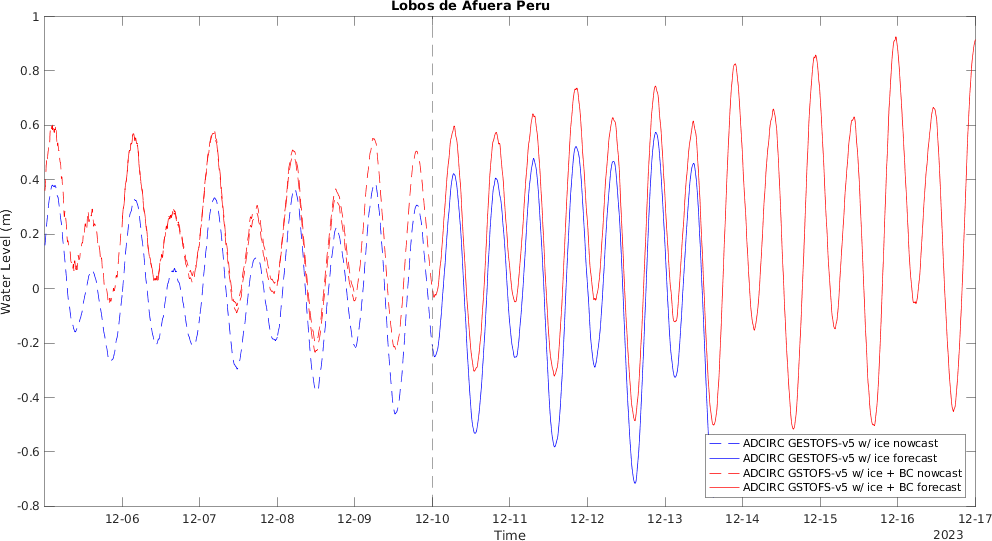 Lobos de Afuera Peru
Water Level (m)
1
0.8
0.6
0.4
0.2
0
-0.2
-0.4
-0.6
-0.8
ADCIRC GESTOFS-v5 w/ ice nowcast
ADCIRC GESTOFS-v5 w/ ice forecast
ADCIRC GSTOFS-v5 w/ ice + BC nowcast
ADCIRC GSTOFS-v5 w/ ice + BC forecast
12-06 12-07 12-08 12-09 12-10 12-11 12-12 12-13 12-14 12-15 12-16 12-17
Time
2023